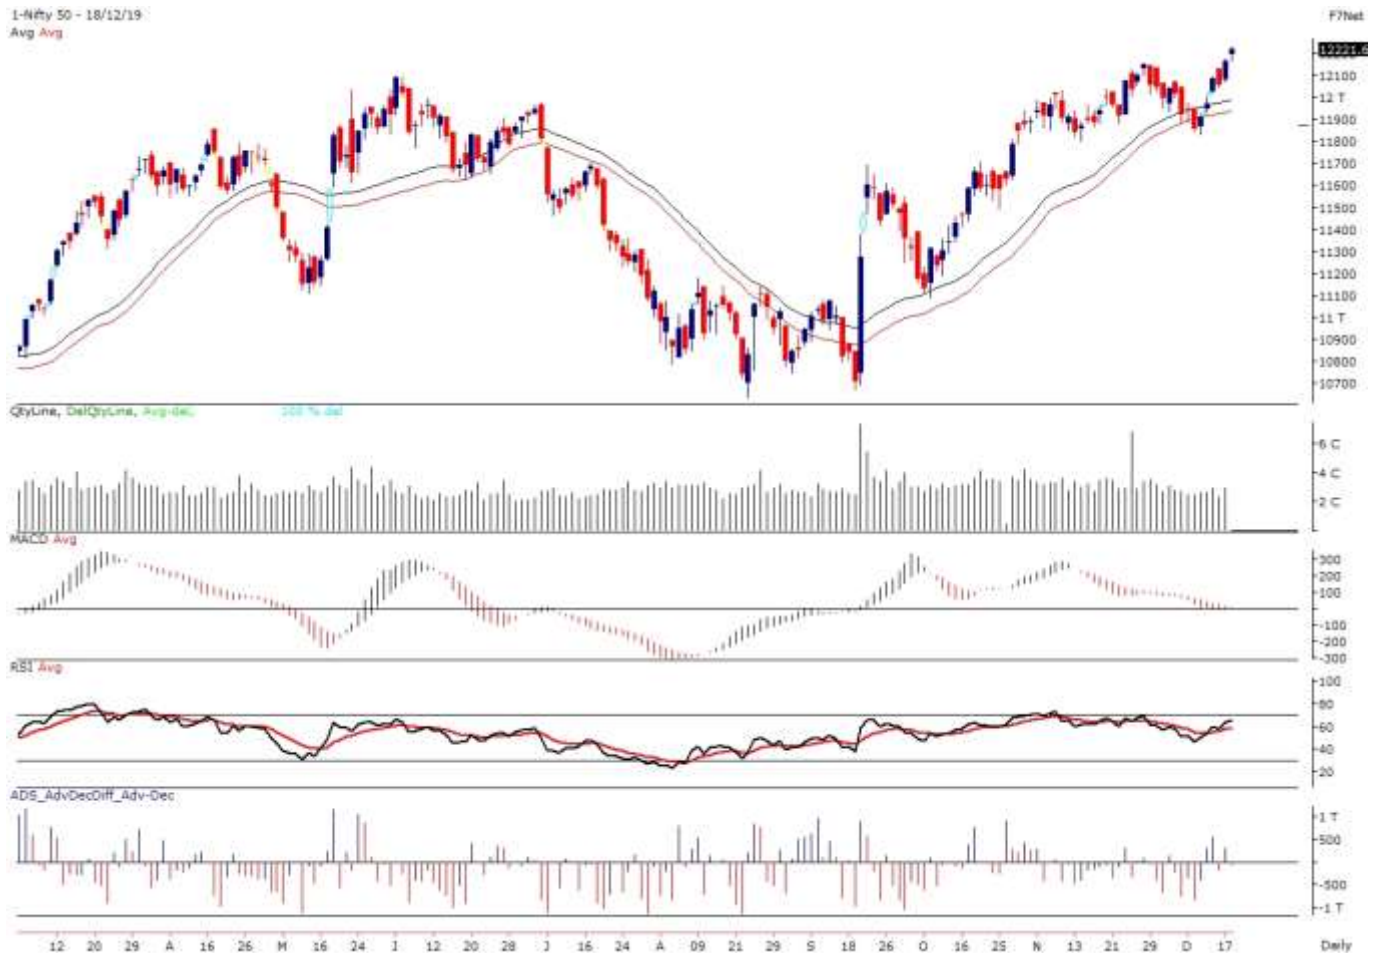 1-Nifty 50 - 18/12/19 F7Net
Avg Avg
12221.6
12100
12 T
11900
11800
11700
11600
11500
11400
11300
11200
11100
11 T
10900
10800
10700
QtyLine, DelQtyLine, Avg-del, 100 % del
6 C
4 C
2 C
MACD Avg
300
200
100
-100
-200
-300
RSI Avg
100
80
60
40
20
ADS_AdvDecDiff_Adv-Dec
1 T
500
-500
-1 T
12 20 29 A 16 26 M 16 24 J 12 20 28 J 16 24 A 09 21 29 S 18 26 O 16 25 N 13 21 29 D 17 Daily